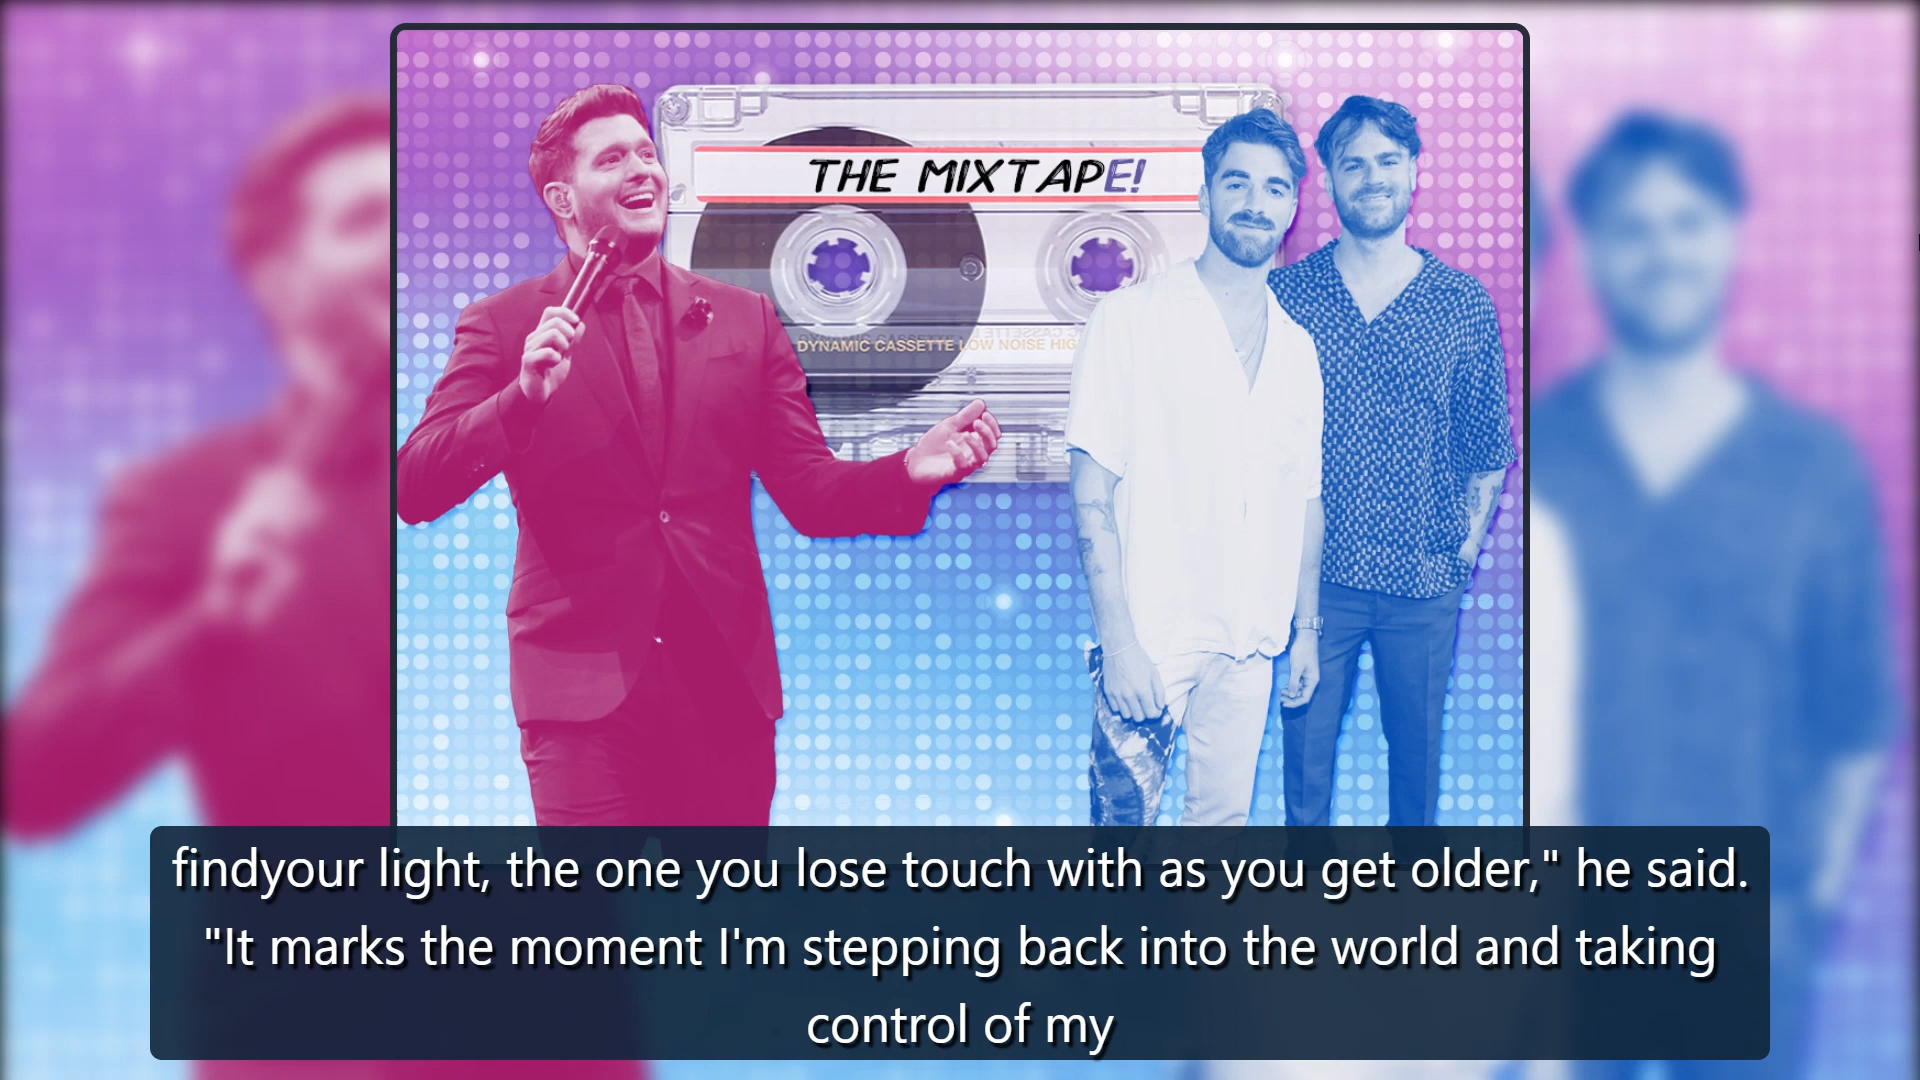 THE MIXTAPE!
DYNAMIC CASSETTE LOW NOISE HIG
findyour light, the one you lose touch with as you get older," he said.
"It marks the moment I'm stepping back into the world and taking
control of my